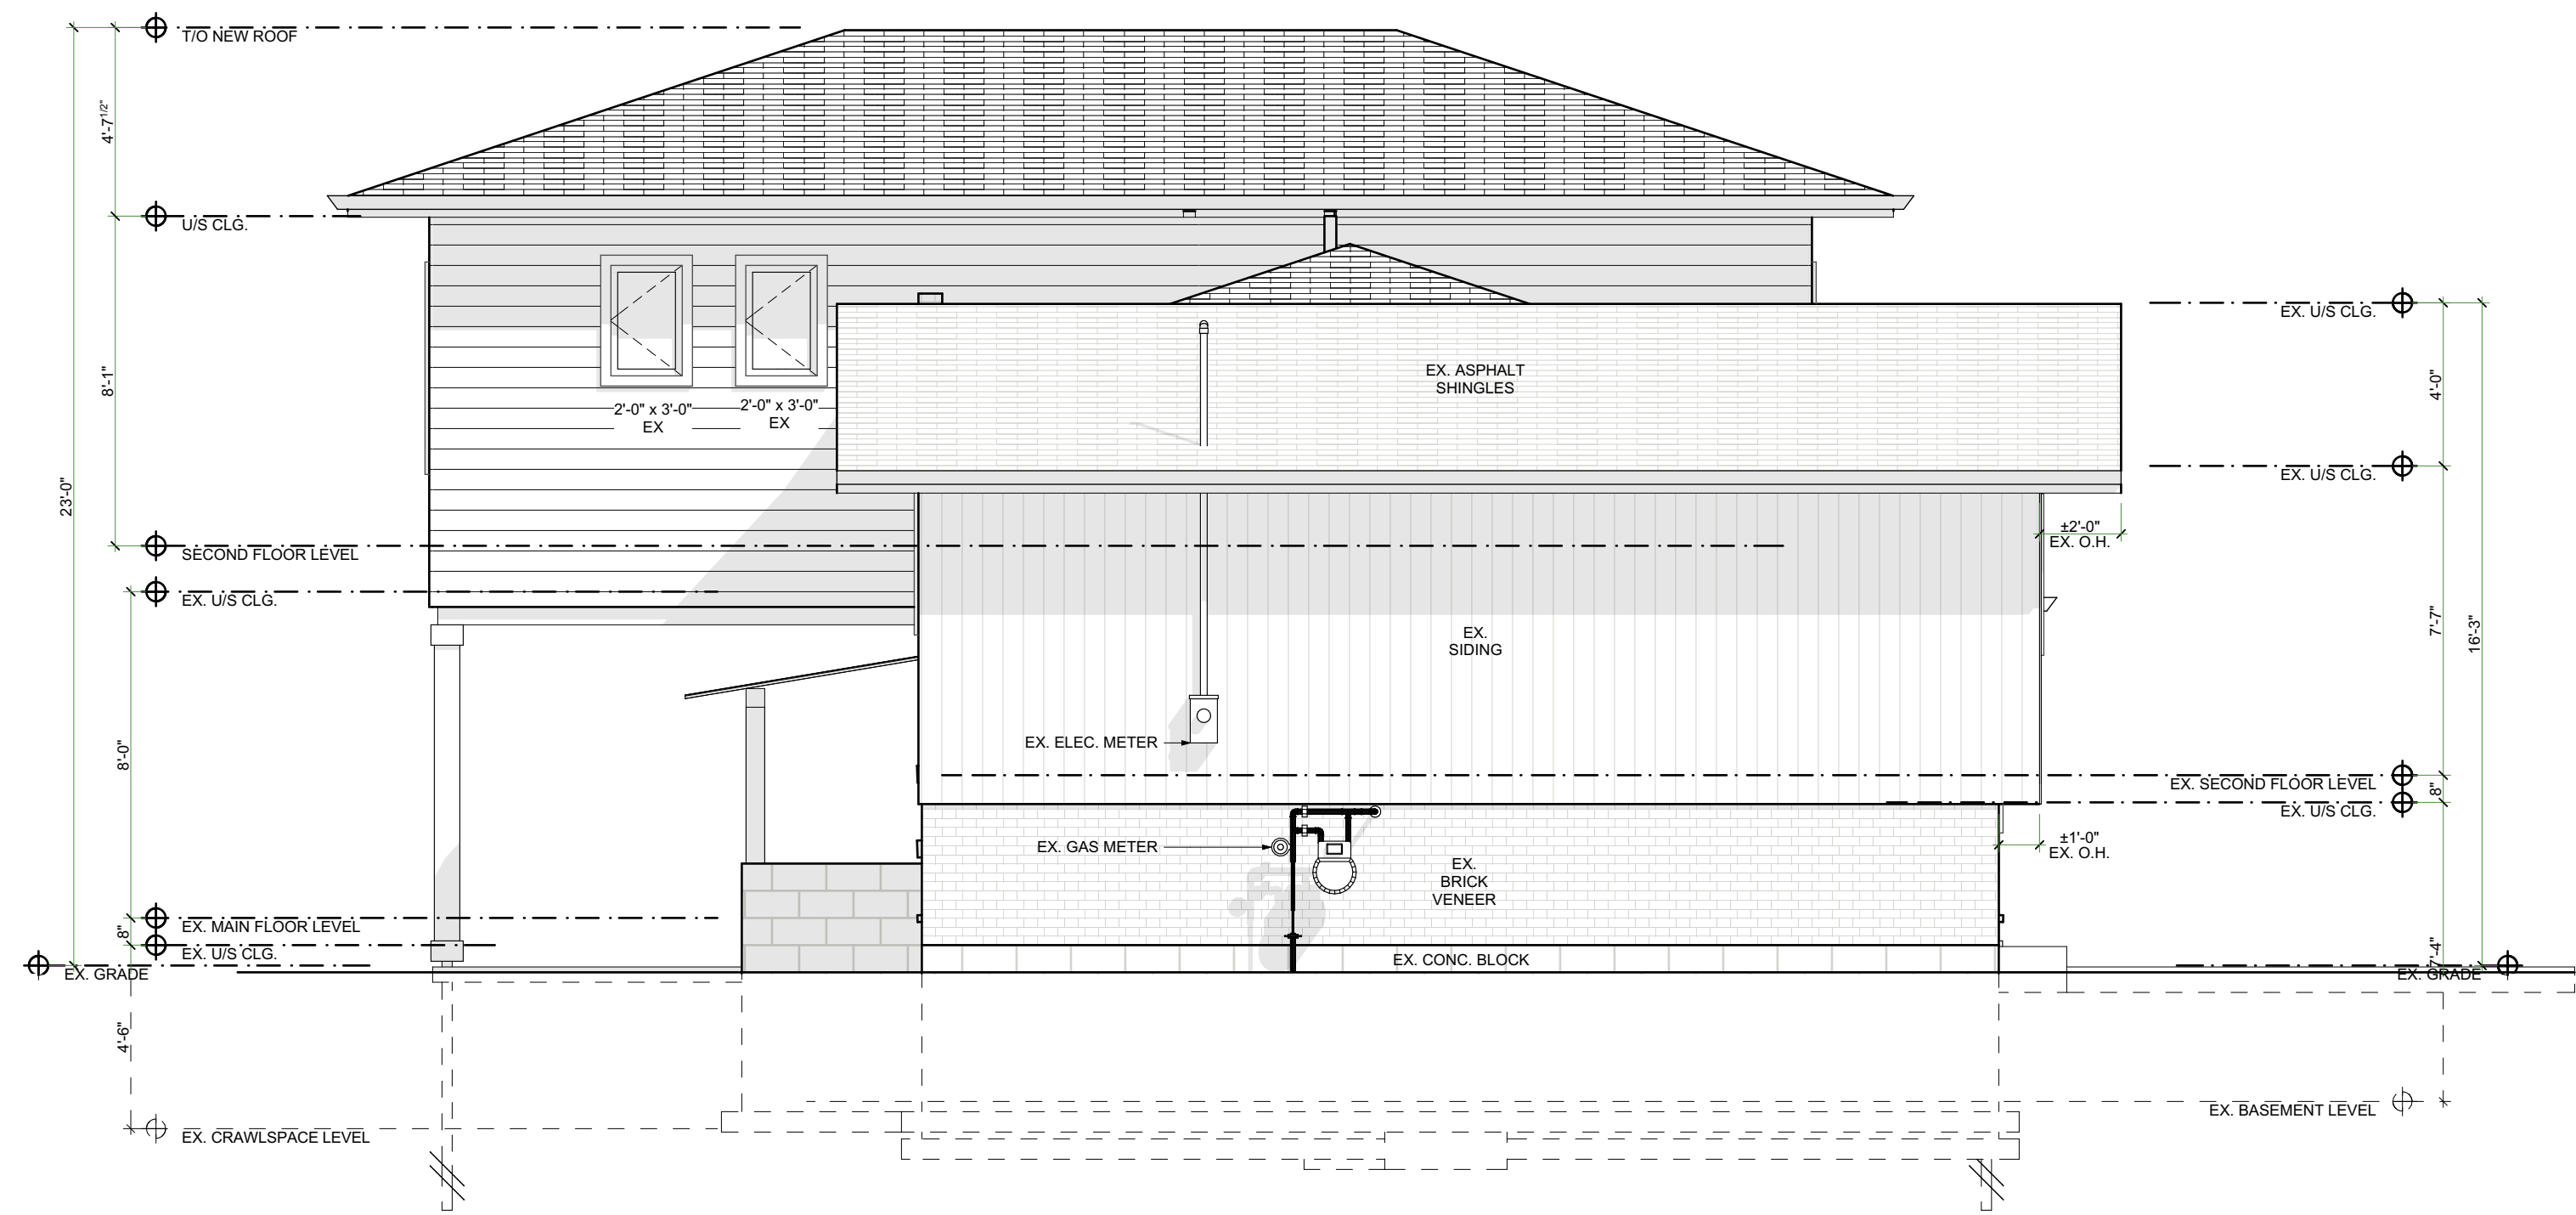 T/O NEW ROOF
4'-7 1/2"
U/S CLG.
EX. U/S CLG.
EX. ASPHALT
SHINGLES
4'-0"
8'-1"
2'-0" x 3'-0"
EX
2'-0" x 3'-0"
EX
EX. U/S CLG.
23'-0"
±2'-0"
EX. O.H.
SECOND FLOOR LEVEL
EX. U/S CLG.
EX.
SIDING
7'-7"
16'-3"
8'-0"
EX. ELEC. METER
EX. SECOND FLOOR LEVEL
8"
EX. U/S CLG.
EX. GAS METER
±1'-0"
EX. O.H.
EX.
BRICK
VENEER
EX. MAIN FLOOR LEVEL
8"
EX. U/S CLG.
EX. CONC. BLOCK
7'-4"
EX. GRADE
EX. GRADE
4'-6"
EX. BASEMENT LEVEL
EX. CRAWLSPACE LEVEL